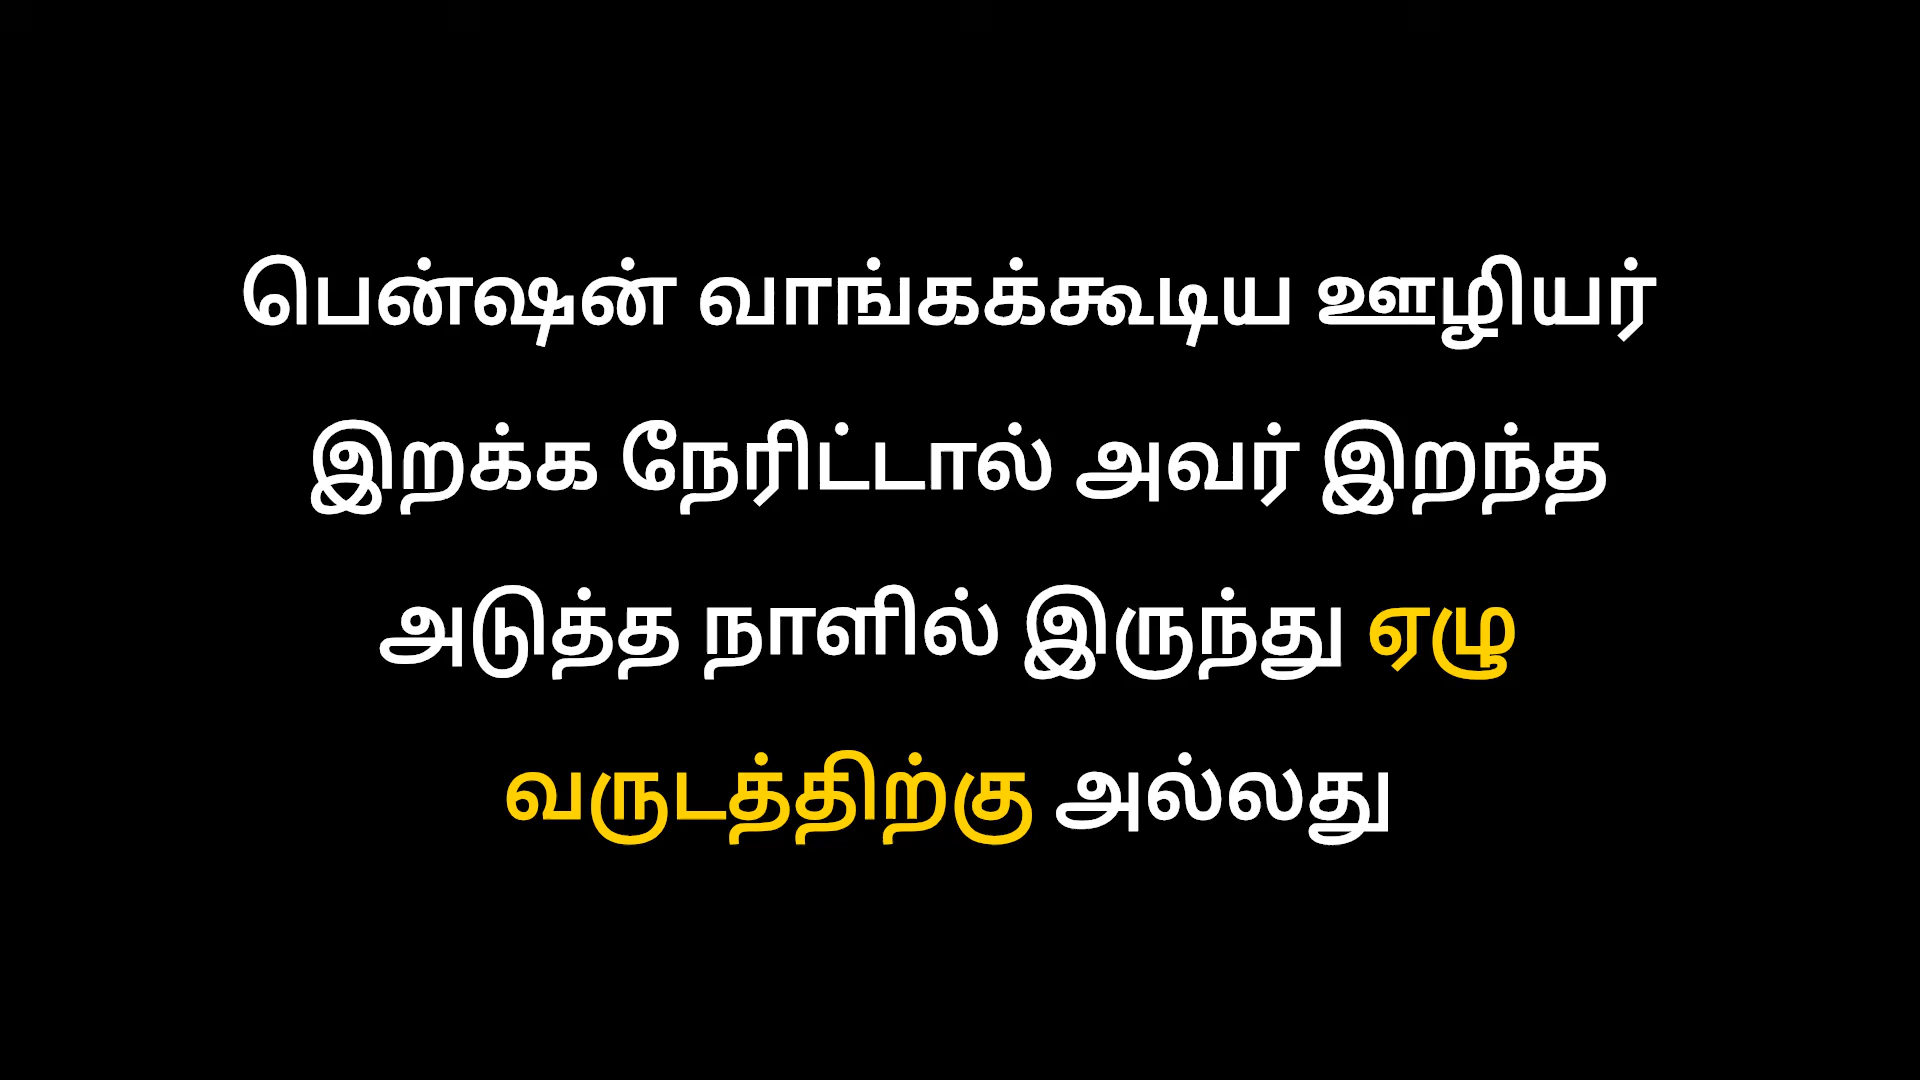 பென்ஷன் வாங்கக்கூடிய ஊழியர்
இறக்க நேரிட்டால் அவர் இறந்த
அடுத்த நாளில் இருந்து ஏழு
வருடத்திற்கு அல்லது